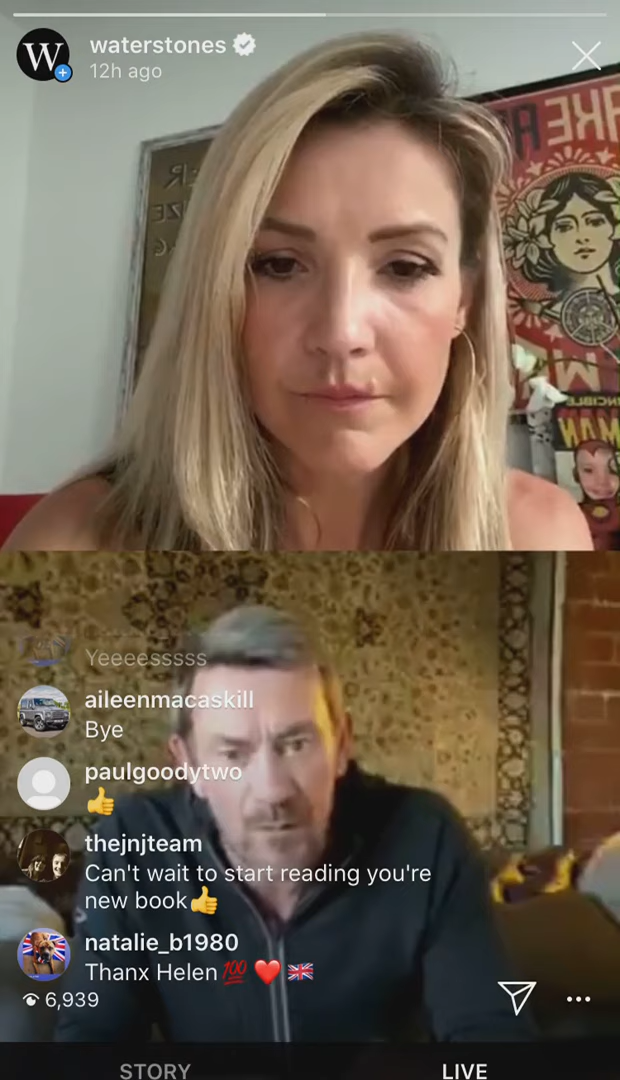 W
waterstones
12h ago
Yeeeesssss
aileenmacaskill
Bye
paulgoodytwo
thejnjteam
Can't wait to start reading you're
new book👍
natalie_b1980
Thanx Helen💯❤️🇬🇧
6,939
STORY
LIVE